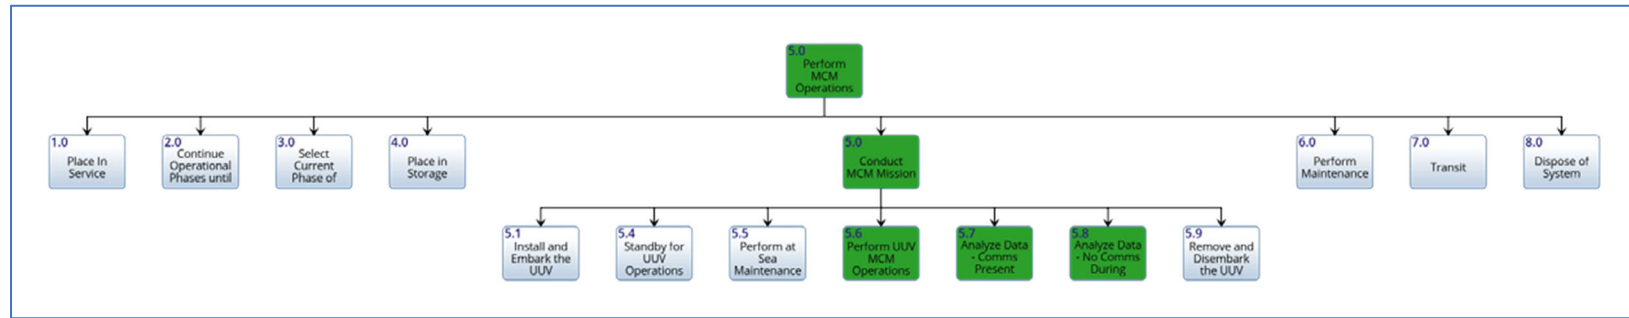 5.0
Perform
MCM
Operations
1.0
Place In
Service
2.0
Continue
Operational
Phases until
3.0
Select
Current
Phase of
4.0
Place in
Storage
5.0
Conduct
MCM Mission
6.0
Perform
Maintenance
7.0
Transit
8.0
Dispose of
System
5.1
Install and
Embark the
UUV
5.4
Standby for
UUV
Operations
5.5
Perform at
Sea
Maintenance
5.6
Perform UUV
MCM
Operations
5.7
Analyze Data
- Comms
Present
5.8
Analyze Data
- No Comms
During
5.9
Remove and
Disembark
the UUV